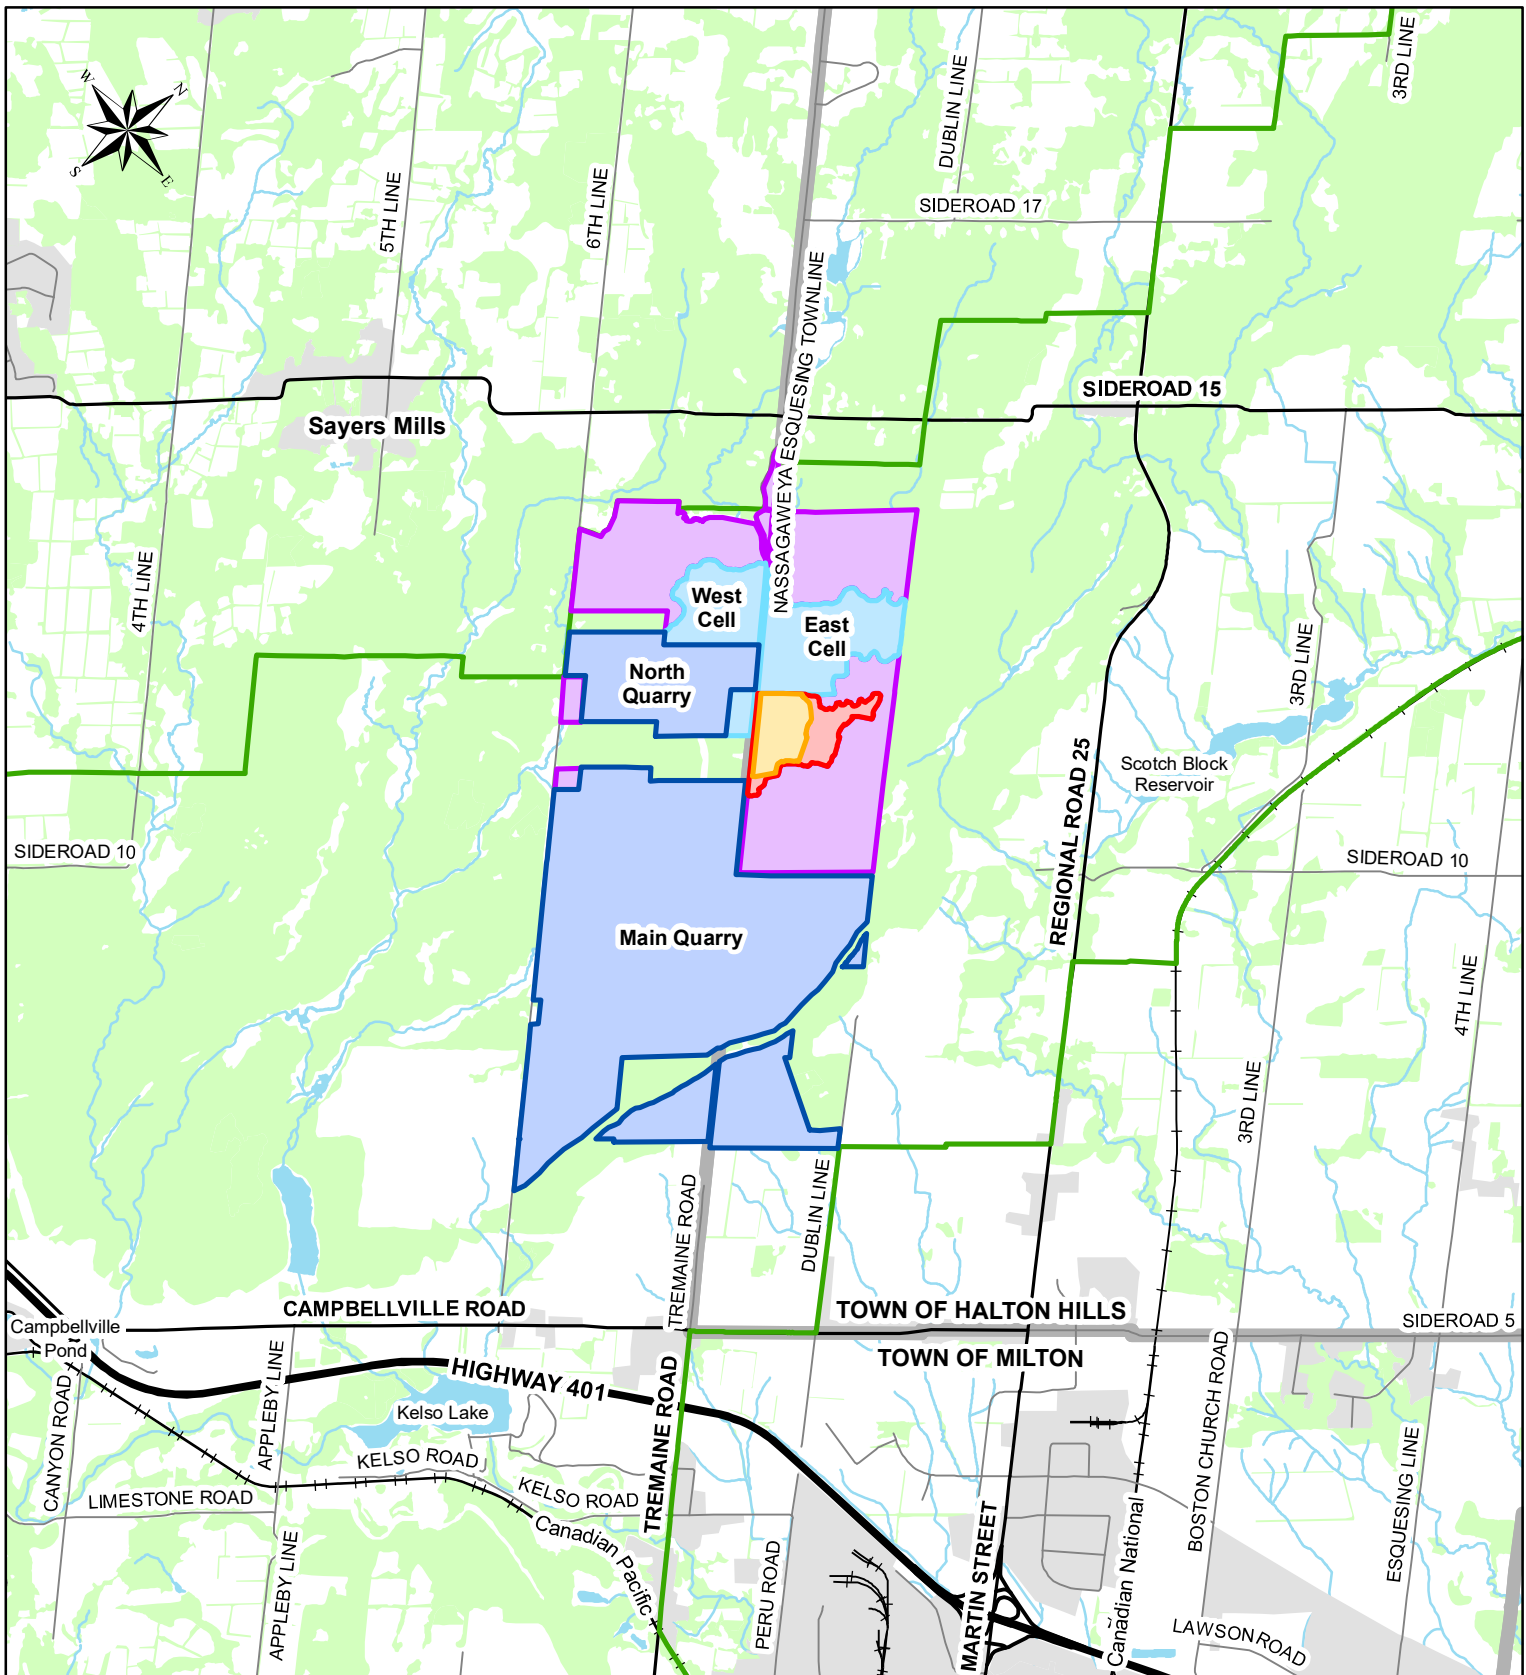 3RD LINE
DUBLIN LINE
W
N
S
E
5TH LINE
6TH LINE
SIDEROAD 17
NASSAGAWEYA ESQUESING TOWNLINE
SIDEROAD 15
Sayers Mills
4TH LINE
West
Cell
East
Cell
North
Quarry
3RD LINE
REGIONAL ROAD 25
Scotch Block
Reservoir
SIDEROAD 10
SIDEROAD 10
Main Quarry
4TH LINE
3RD LINE
TREMAINE ROAD
DUBLIN LINE
CAMPBELLVILLE ROAD
TOWN OF HALTON HILLS
SIDEROAD 5
Campbellville
Pond
TOWN OF MILTON
HIGHWAY 401
APPLEBY LINE
CANYON ROAD
Kelso Lake
TREMAINE ROAD
BOSTON CHURCH ROAD
KELSO ROAD
KELSO ROAD
LIMESTONE ROAD
ESQUESING LINE
Canadian Pacific
MARTIN STREET
Canadian National
APPLEBY LINE
PERU ROAD
LAWSON ROAD